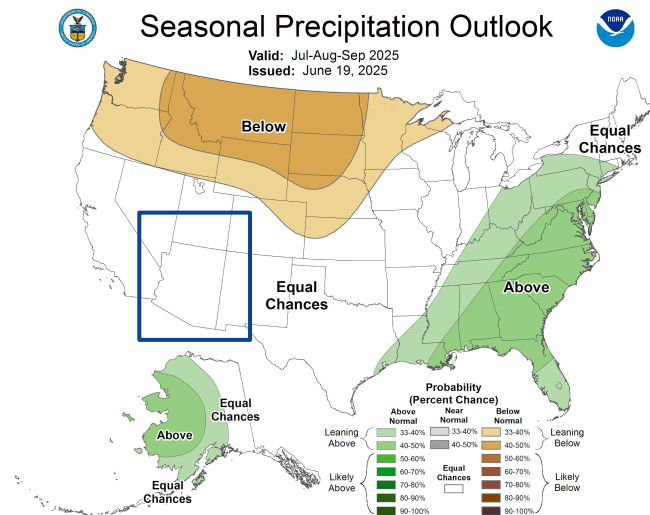 Seasonal Precipitation Outlook
NOAA
Valid: Jul-Aug-Sep 2025
Issued: June 19, 2025
Below
Equal
Chances
Equal
Chances
Above
Equal
Chances
Above
Equal
Chances
Probability
(Percent Chance)
Above
Normal
Near
Normal
Below
Normal
Leaning
Above
33-40%
33-40%
33-40%
Leaning
Below
40-50%
40-50%
40-50%
Likely
Above
50-60%
60-70%
70-80%
80-90%
90-100%
Equal
Chances
50-60%
60-70%
70-80%
80-90%
90-100%
Likely
Below